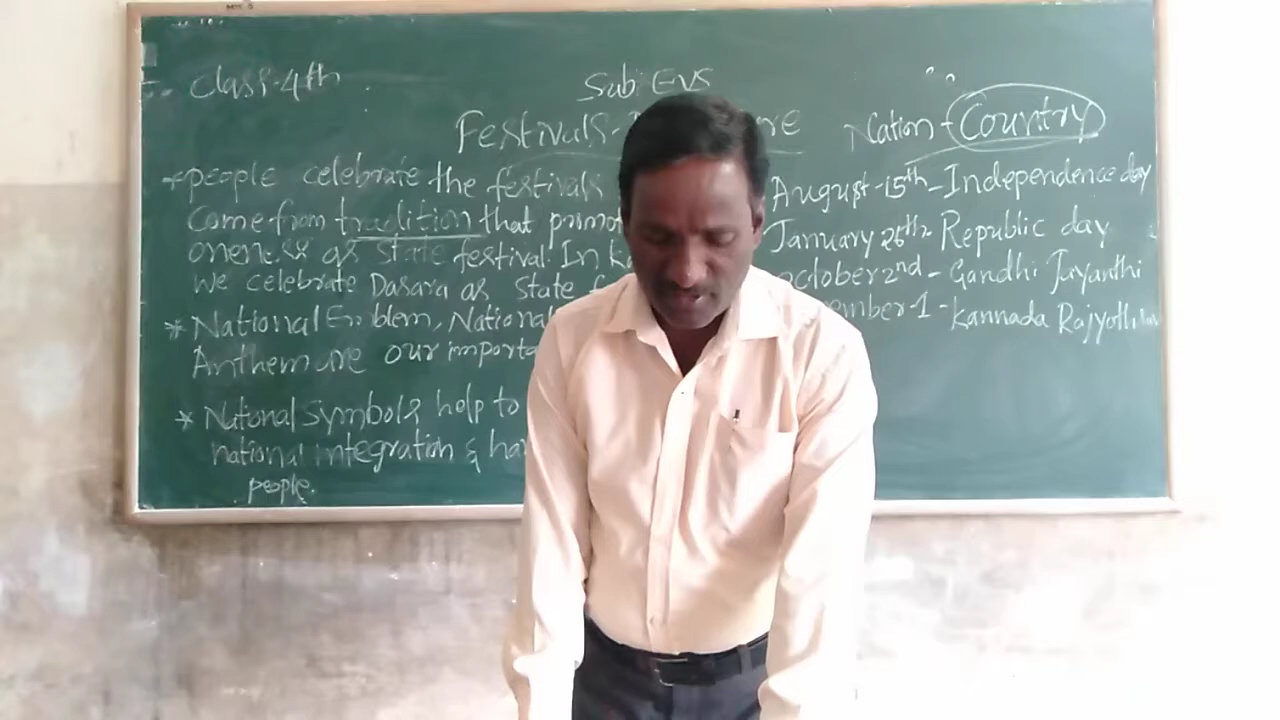 Class-4th
Sub: EVS
Festivals-
Nation - Country
*people celebrate the festivals
Come from tradition that promot
oneness as state festival. In K
We celebrate Dasara as State
* National Emblem, National
Anthem are our importa
* National Symbols help to
national integration & ha
people.
August-15th-Independence day
January 26th Republic day
october 2nd - Gandhi Jayanthi
ember-1 - Kannada Rajyoth